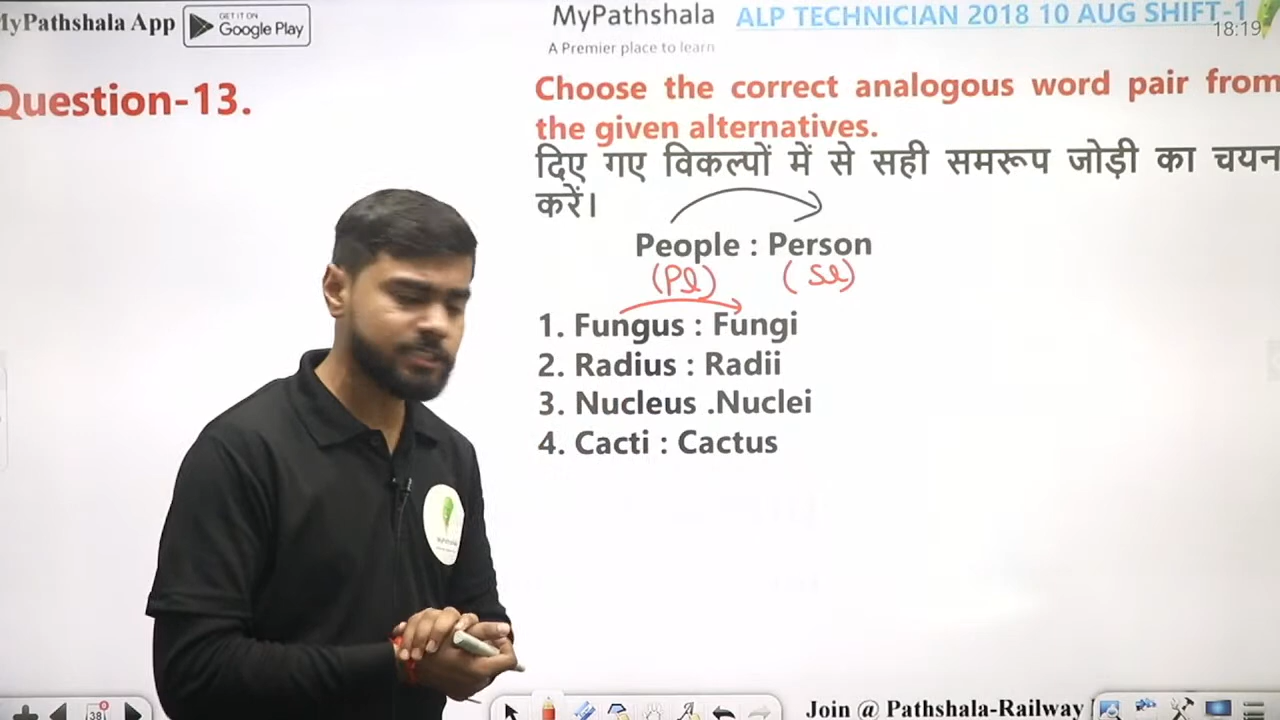 MyPathshala App
GET IT ON
Google Play
MyPathshala
A Premier place to learn
ALP TECHNICIAN 2018 10 AUG SHIFT-1
18:19
Question-13.
Choose the correct analogous word pair from
the given alternatives.
दिए गए विकल्पों में से सही समरूप जोड़ी का चयन
करें।
People : Person
(Pl) (Sl)
1. Fungus : Fungi
2. Radius : Radii
3. Nucleus .Nuclei
4. Cacti : Cactus
38
Join @ Pathshala-Railway